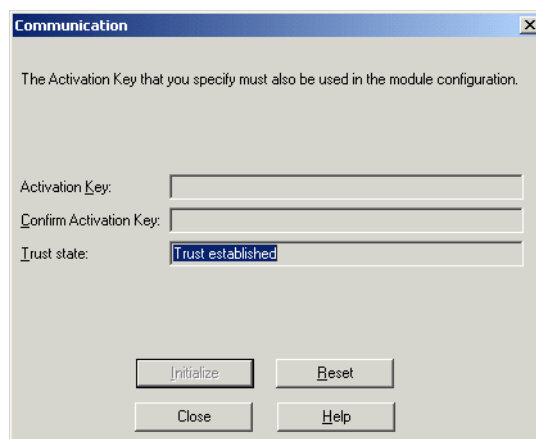 Communication
The Activation Key that you specify must also be used in the module configuration.
Activation Key:
Confirm Activation Key:
Trust state: Trust established
Initialize Reset
Close Help